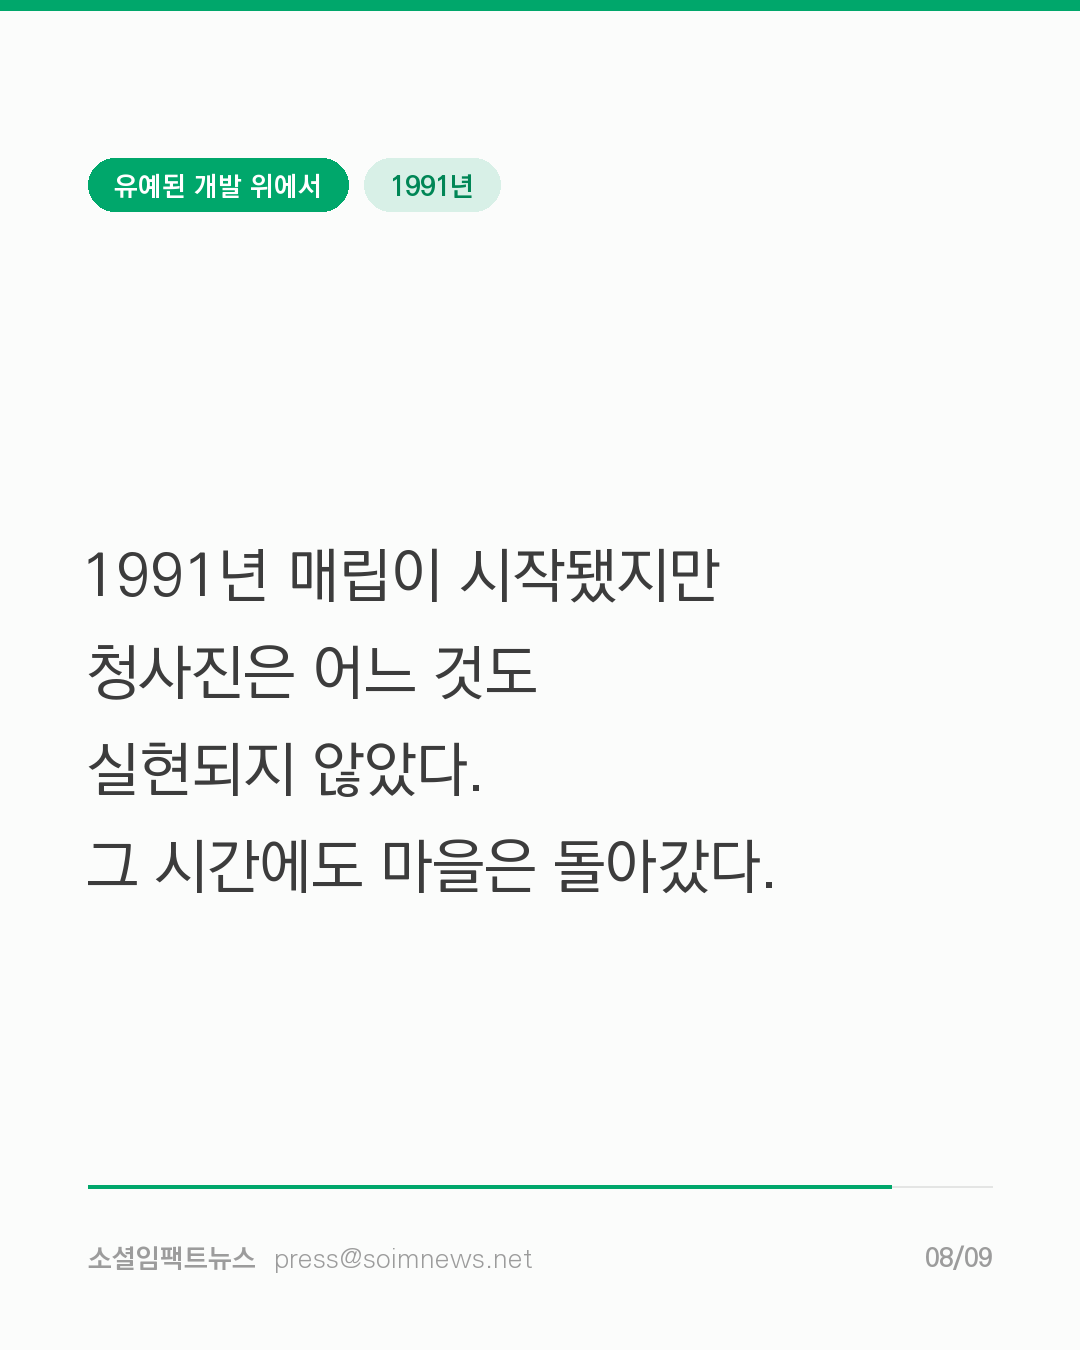 유예된 개발 위에서 1991년
1991년 매립이 시작됐지만
청사진은 어느 것도
실현되지 않았다.
그 시간에도 마을은 돌아갔다.
소셜임팩트뉴스 press@soimnews.net 08/09